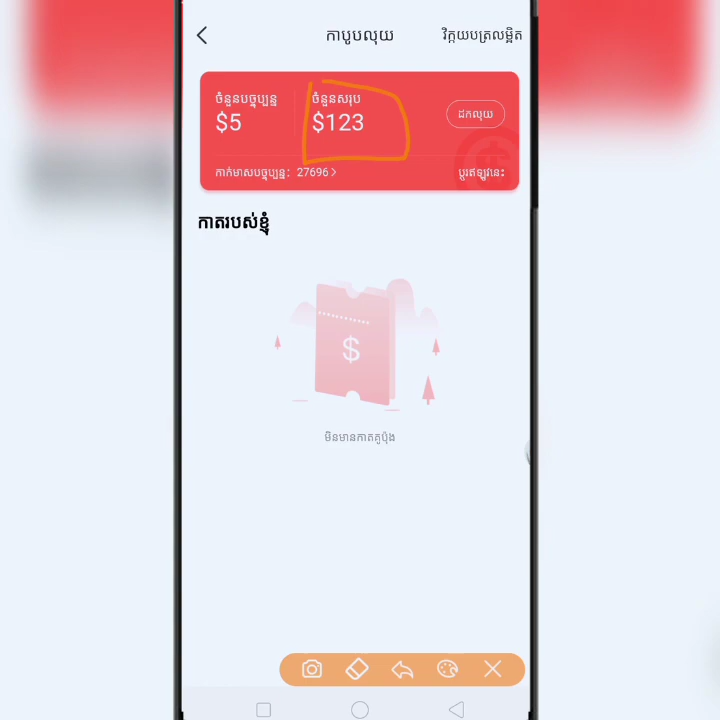 កាបូបលុយ
វិក្កយបត្រលម្អិត
ចំនួនបច្ចុប្បន្ន
ចំនួនសរុប
$5
$123
ដកលុយ
កាក់មាសបច្ចុប្បន្ន: 27696
ប្ដូរឥឡូវនេះ
កាតរបស់ខ្ញុំ
$
មិនមានកាតគូប៉ុង